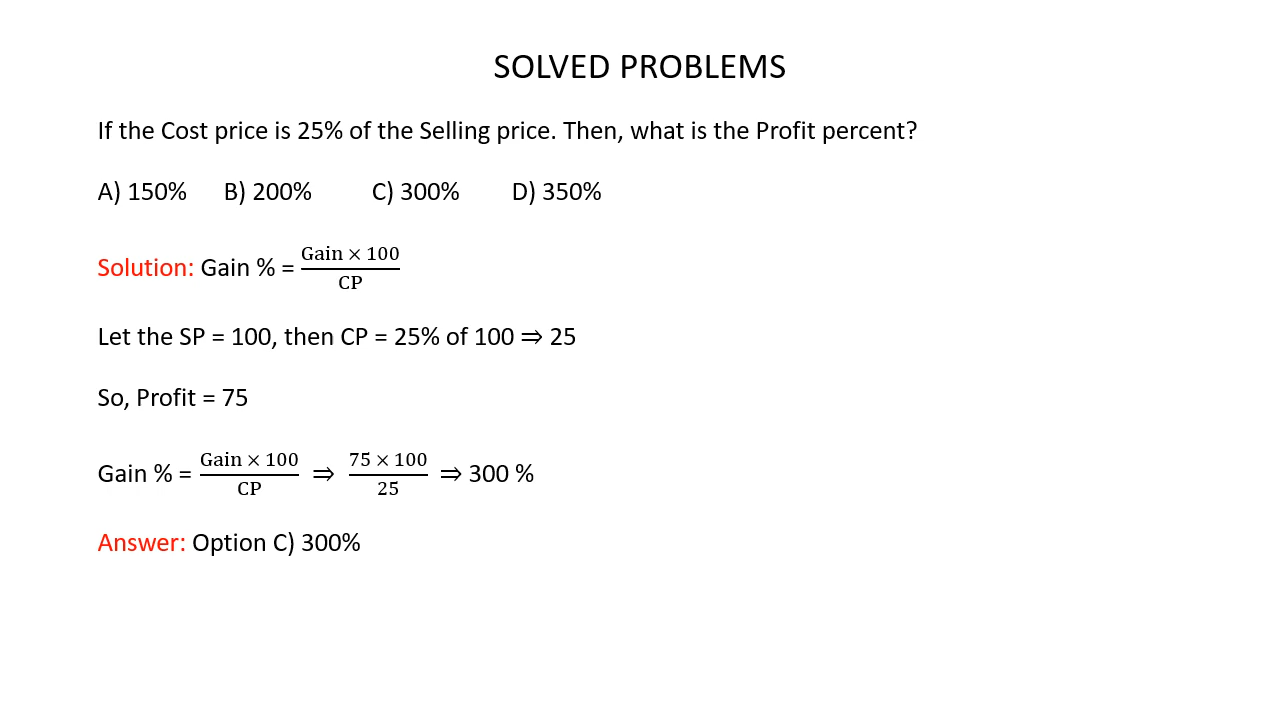 SOLVED PROBLEMS
If the Cost price is 25% of the Selling price. Then, what is the Profit percent?
A) 150% B) 200% C) 300% D) 350%
Solution: Gain % = Gain × 100 / CP
Let the SP = 100, then CP = 25% of 100 ⇒ 25
So, Profit = 75
Gain % = Gain × 100 / CP ⇒ 75 × 100 / 25 ⇒ 300 %
Answer: Option C) 300%